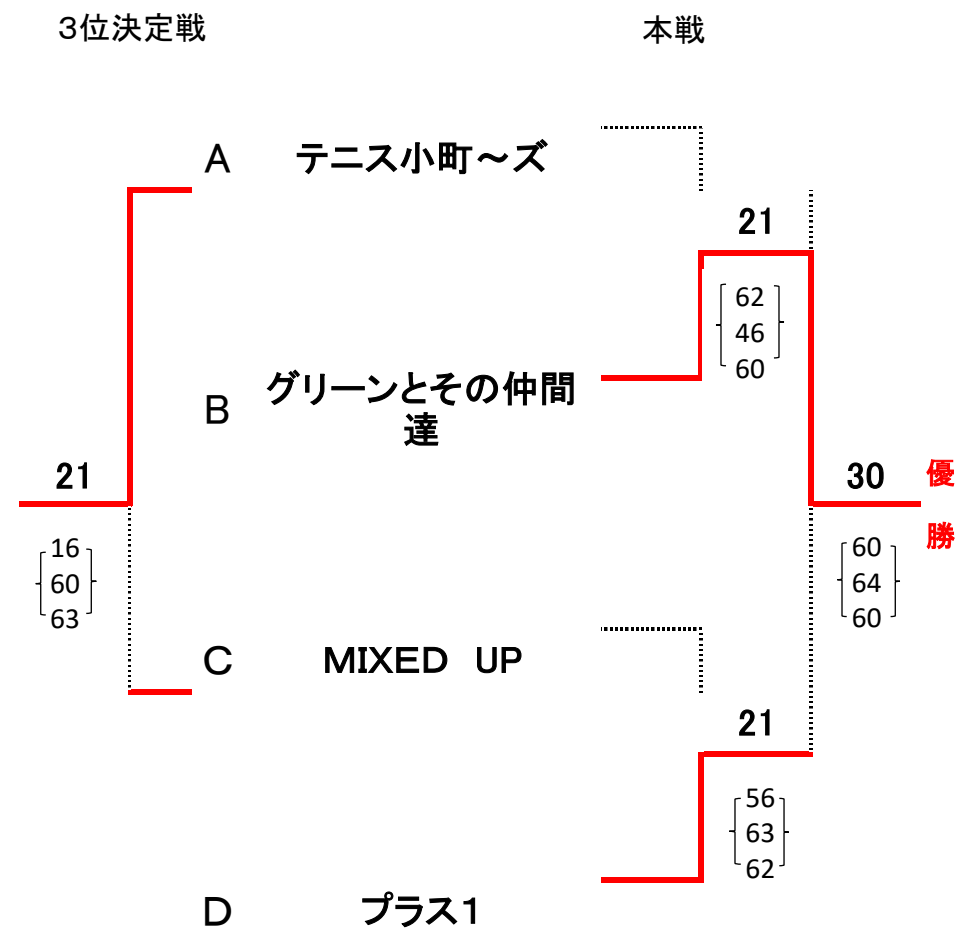 3位決定戦
本戦
A テニス小町~ズ
21
62
46
60
B グリーンとその仲間
達
21
30
優
勝
16
60
63
60
64
60
C MIXED UP
21
56
63
62
D プラス1